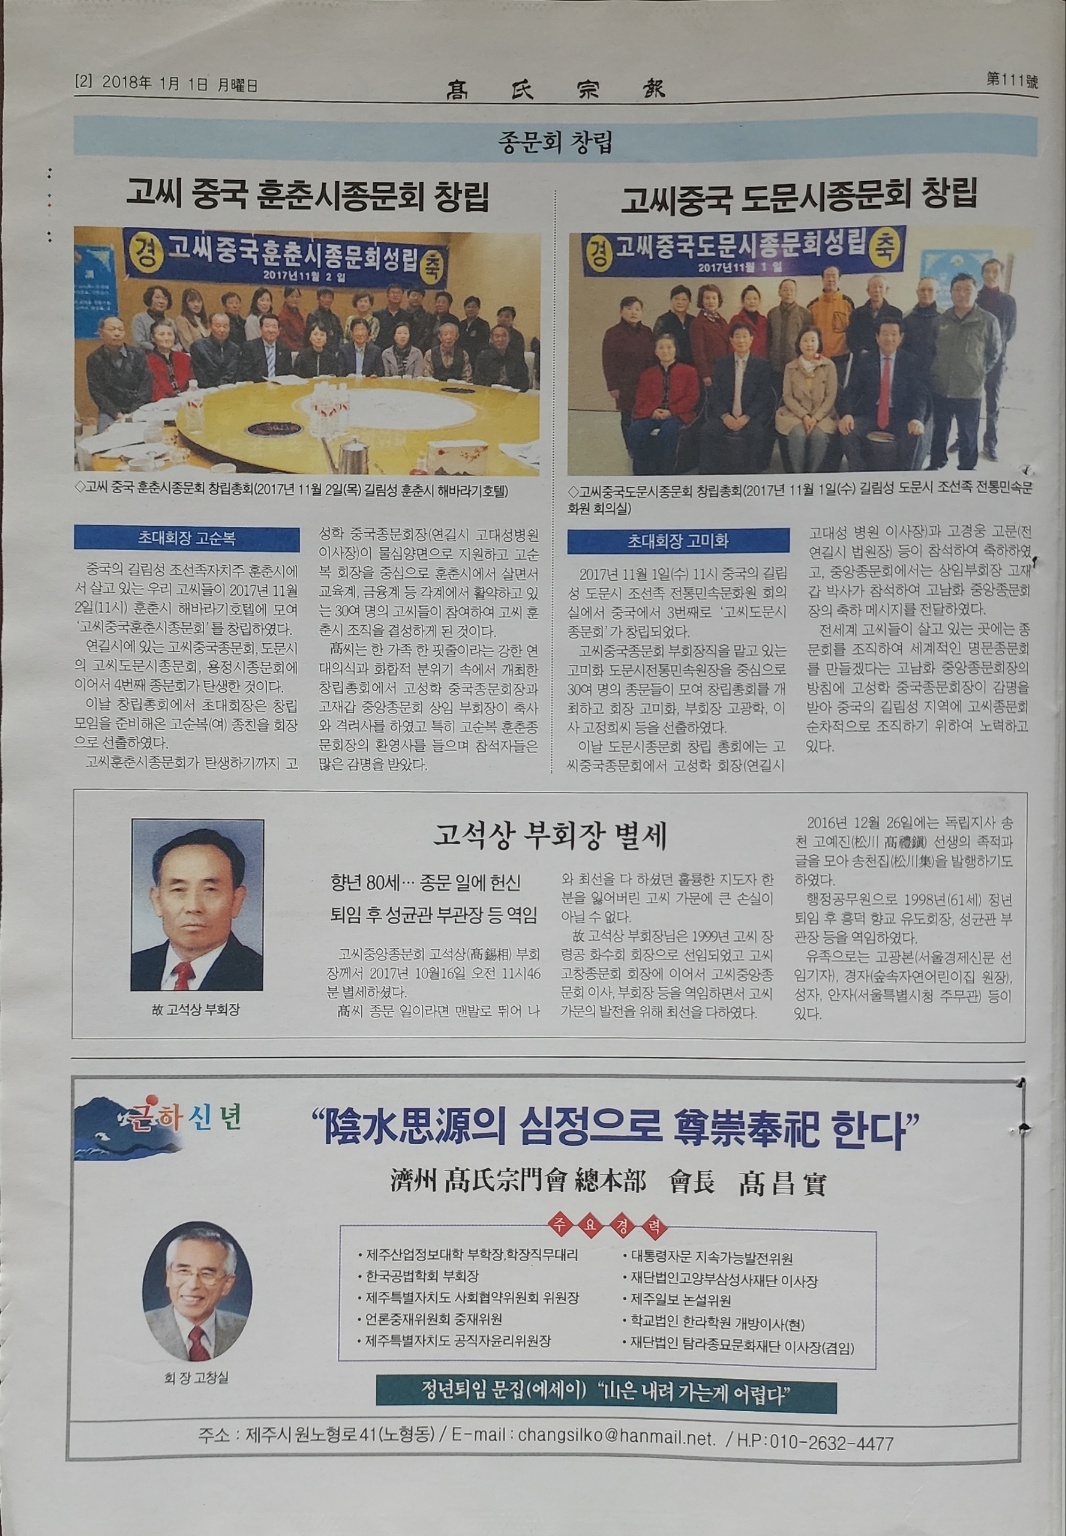 [2] 2018年 1月 1日 月曜日
髙氏宗報
第111號
종문회 창립
고씨 중국 훈춘시종문회 창립
경 고씨중국훈춘시종문회성립 축
2017년11월 2 일
◇고씨 중국 훈춘시종문회 창립총회(2017년 11월 2일(목) 길림성 훈춘시 해바라기호텔)
초대회장 고순복
중국의 길림성 조선족자치주 훈춘시에
서 살고 있는 우리 고씨들이 2017년 11월
2일(11시) 훈춘시 해바라기호텔에 모여
‘고씨중국훈춘시종문회’를 창립하였다.
연길시에 있는 고씨중국종문회, 도문시
의 고씨도문시종문회, 용정시종문회에
이어서 4번째 종문회가 탄생한 것이다.
이날 창립총회에서 초대회장은 창립
모임을 준비해온 고순복(여) 종친을 회장
으로 선출하였다.
고씨훈춘시종문회가 탄생하기까지 고
성학 중국종문회장(연길시 고대성병원
이사장)이 물심양면으로 지원하고 고순
복 회장을 중심으로 훈춘시에서 살면서
교육계, 금융계 등 각계에서 활약하고 있
는 30여 명의 고씨들이 참여하여 고씨 훈
춘시 조직을 결성하게 된 것이다.
髙씨는 한 가족 한 핏줄이라는 강한 연
대의식과 화합적 분위기 속에서 개최한
창립총회에서 고성학 중국종문회장과
고재갑 중앙종문회 상임 부회장이 축사
와 격려사를 하였고 특히 고순복 훈춘종
문회장의 환영사를 들으며 참석자들은
많은 감명을 받았다.
고씨중국 도문시종문회 창립
경 고씨중국도문시종문회성립 축
2017년11월 1 일
◇고씨중국도문시종문회 창립총회(2017년 11월 1일(수) 길림성 도문시 조선족 전통민속문
화원 회의실)
초대회장 고미화
2017년 11월 1일(수) 11시 중국의 길림
성 도문시 조선족 전통민속문화원 회의
실에서 중국에서 3번째로 ‘고씨도문시
종문회’가 창립되었다.
고씨중국종문회 부회장직을 맡고 있는
고미화 도문시전통민속원장을 중심으로
30여 명의 종문들이 모여 창립총회를 개
최하고 회장 고미화, 부회장 고광학, 이
사 고정희씨 등을 선출하였다.
이날 도문시종문회 창립 총회에는 고
씨중국종문회에서 고성학 회장(연길시
고대성 병원 이사장)과 고경웅 고문(전
연길시 법원장) 등이 참석하여 축하하였
고, 중앙종문회에서는 상임부회장 고재
갑 박사가 참석하여 고남화 중앙종문회
장의 축하 메시지를 전달하였다.
전세계 고씨들이 살고 있는 곳에는 종
문회를 조직하여 세계적인 명문종문회
를 만들겠다는 고남화 중앙종문회장의
방침에 고성학 중국종문회장이 감명을
받아 중국의 길림성 지역에 고씨종문회
순차적으로 조직하기 위하여 노력하고
있다.
故 고석상 부회장
고석상 부회장 별세
향년 80세… 종문 일에 헌신
퇴임 후 성균관 부관장 등 역임
고씨중앙종문회 고석상(髙錫相) 부회
장께서 2017년 10월16일 오전 11시46
분 별세하셨다.
髙씨 종문 일이라면 맨발로 뛰어 나
와 최선을 다 하셨던 훌륭한 지도자 한
분을 잃어버린 고씨 가문에 큰 손실이
아닐 수 없다.
故 고석상 부회장님은 1999년 고씨 장
령공 화수회 회장으로 선임되었고 고씨
고창종문회 회장에 이어서 고씨중앙종
문회 이사, 부회장 등을 역임하면서 고씨
가문의 발전을 위해 최선을 다하였다.
2016년 12월 26일에는 독립지사 송
천 고예진(松川 髙禮鎭) 선생의 족적과
글을 모아 송천집(松川集)을 발행하기도
하였다.
행정공무원으로 1998년(61세) 정년
퇴임 후 흥덕 향교 유도회장, 성균관 부
관장 등을 역임하였다.
유족으로는 고광본(서울경제신문 선
임기자), 경자(숲속자연어린이집 원장),
성자, 안자(서울특별시청 주무관) 등이
있다.
근하신년
“陰水思源의 심정으로 尊崇奉祀 한다”
濟州 髙氏宗門會 總本部 會長 髙昌實
주요경력
• 제주산업정보대학 부학장,학장직무대리
• 한국공법학회 부회장
• 제주특별자치도 사회협약위원회 위원장
• 언론중재위원회 중재위원
• 제주특별자치도 공직자윤리위원장
• 대통령자문 지속가능발전위원
• 재단법인고양부삼성사재단 이사장
• 제주일보 논설위원
• 학교법인 한라학원 개방이사(현)
• 재단법인 탐라종묘문화재단 이사장(겸임)
회 장 고창실
정년퇴임 문집(에세이) “山은 내려 가는게 어렵다”
주소 : 제주시 원노형로 41(노형동) / E-mail : changsilko@hanmail.net. / H.P : 010-2632-4477